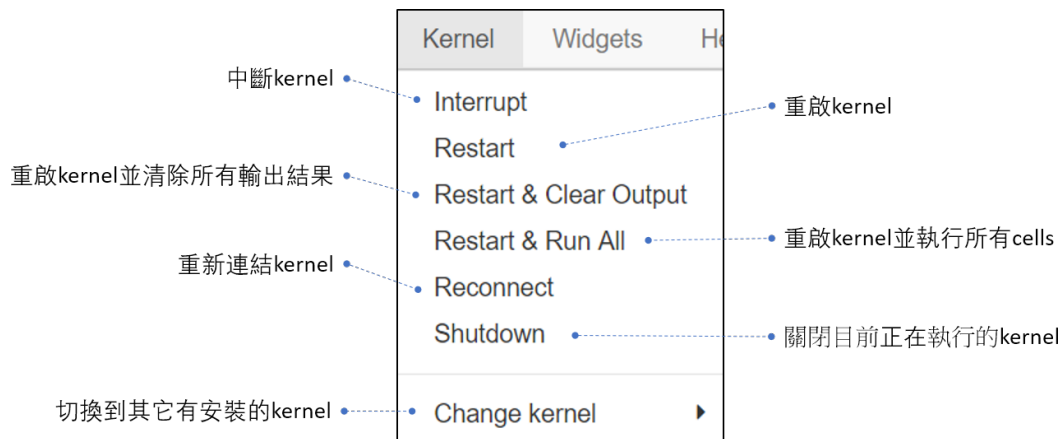 Kernel Widgets
中斷kernel
Interrupt
重啟kernel
Restart
重啟kernel並清除所有輸出結果
Restart & Clear Output
Restart & Run All
重啟kernel並執行所有cells
重新連結kernel
Reconnect
Shutdown
關閉目前正在執行的kernel
切換到其它有安裝的kernel
Change kernel